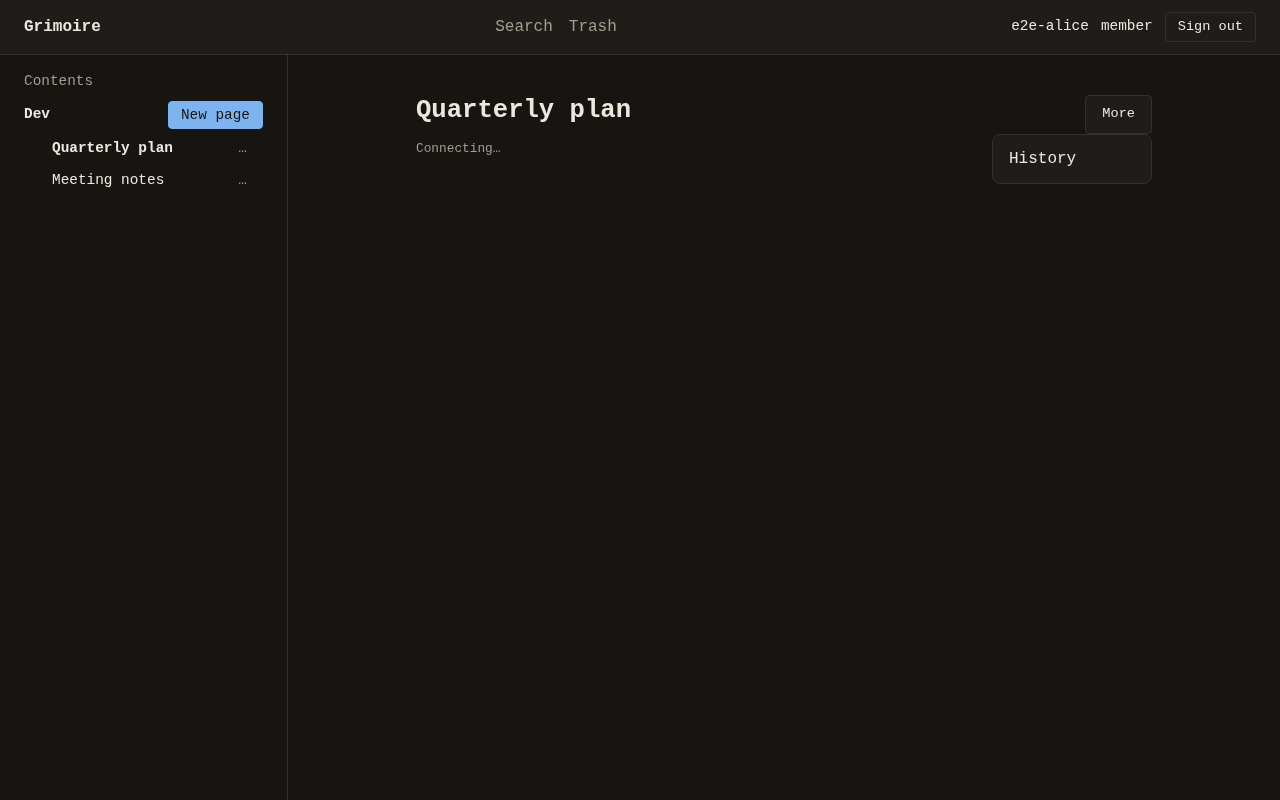 Grimoire
Search Trash
e2e-alice member Sign out
Contents
Dev New page
Quarterly plan …
Meeting notes …
Quarterly plan
More
Connecting…
History